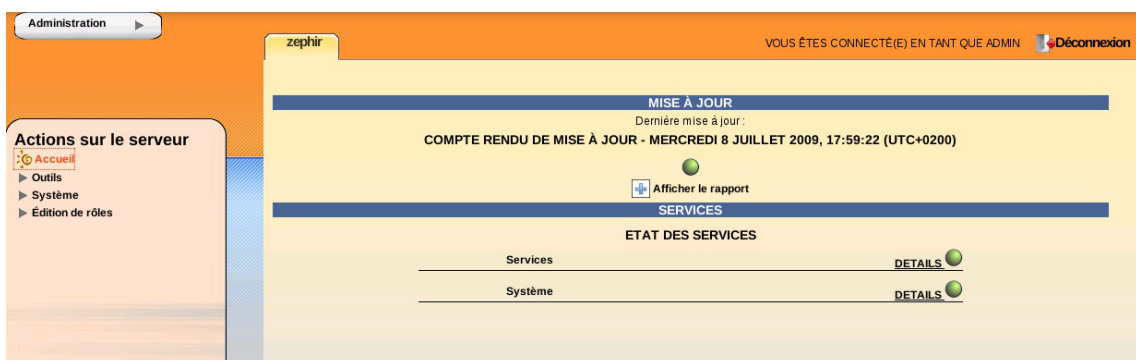 Administration
zephir
VOUS ÊTES CONNECTÉ(E) EN TANT QUE ADMIN
Déconnexion
MISE À JOUR
Dernière mise à jour :
COMPTE RENDU DE MISE À JOUR - MERCREDI 8 JUILLET 2009, 17:59:22 (UTC+0200)
Afficher le rapport
Actions sur le serveur
Accueil
Outils
Système
Édition de rôles
SERVICES
ETAT DES SERVICES
Services DETAILS
Système DETAILS